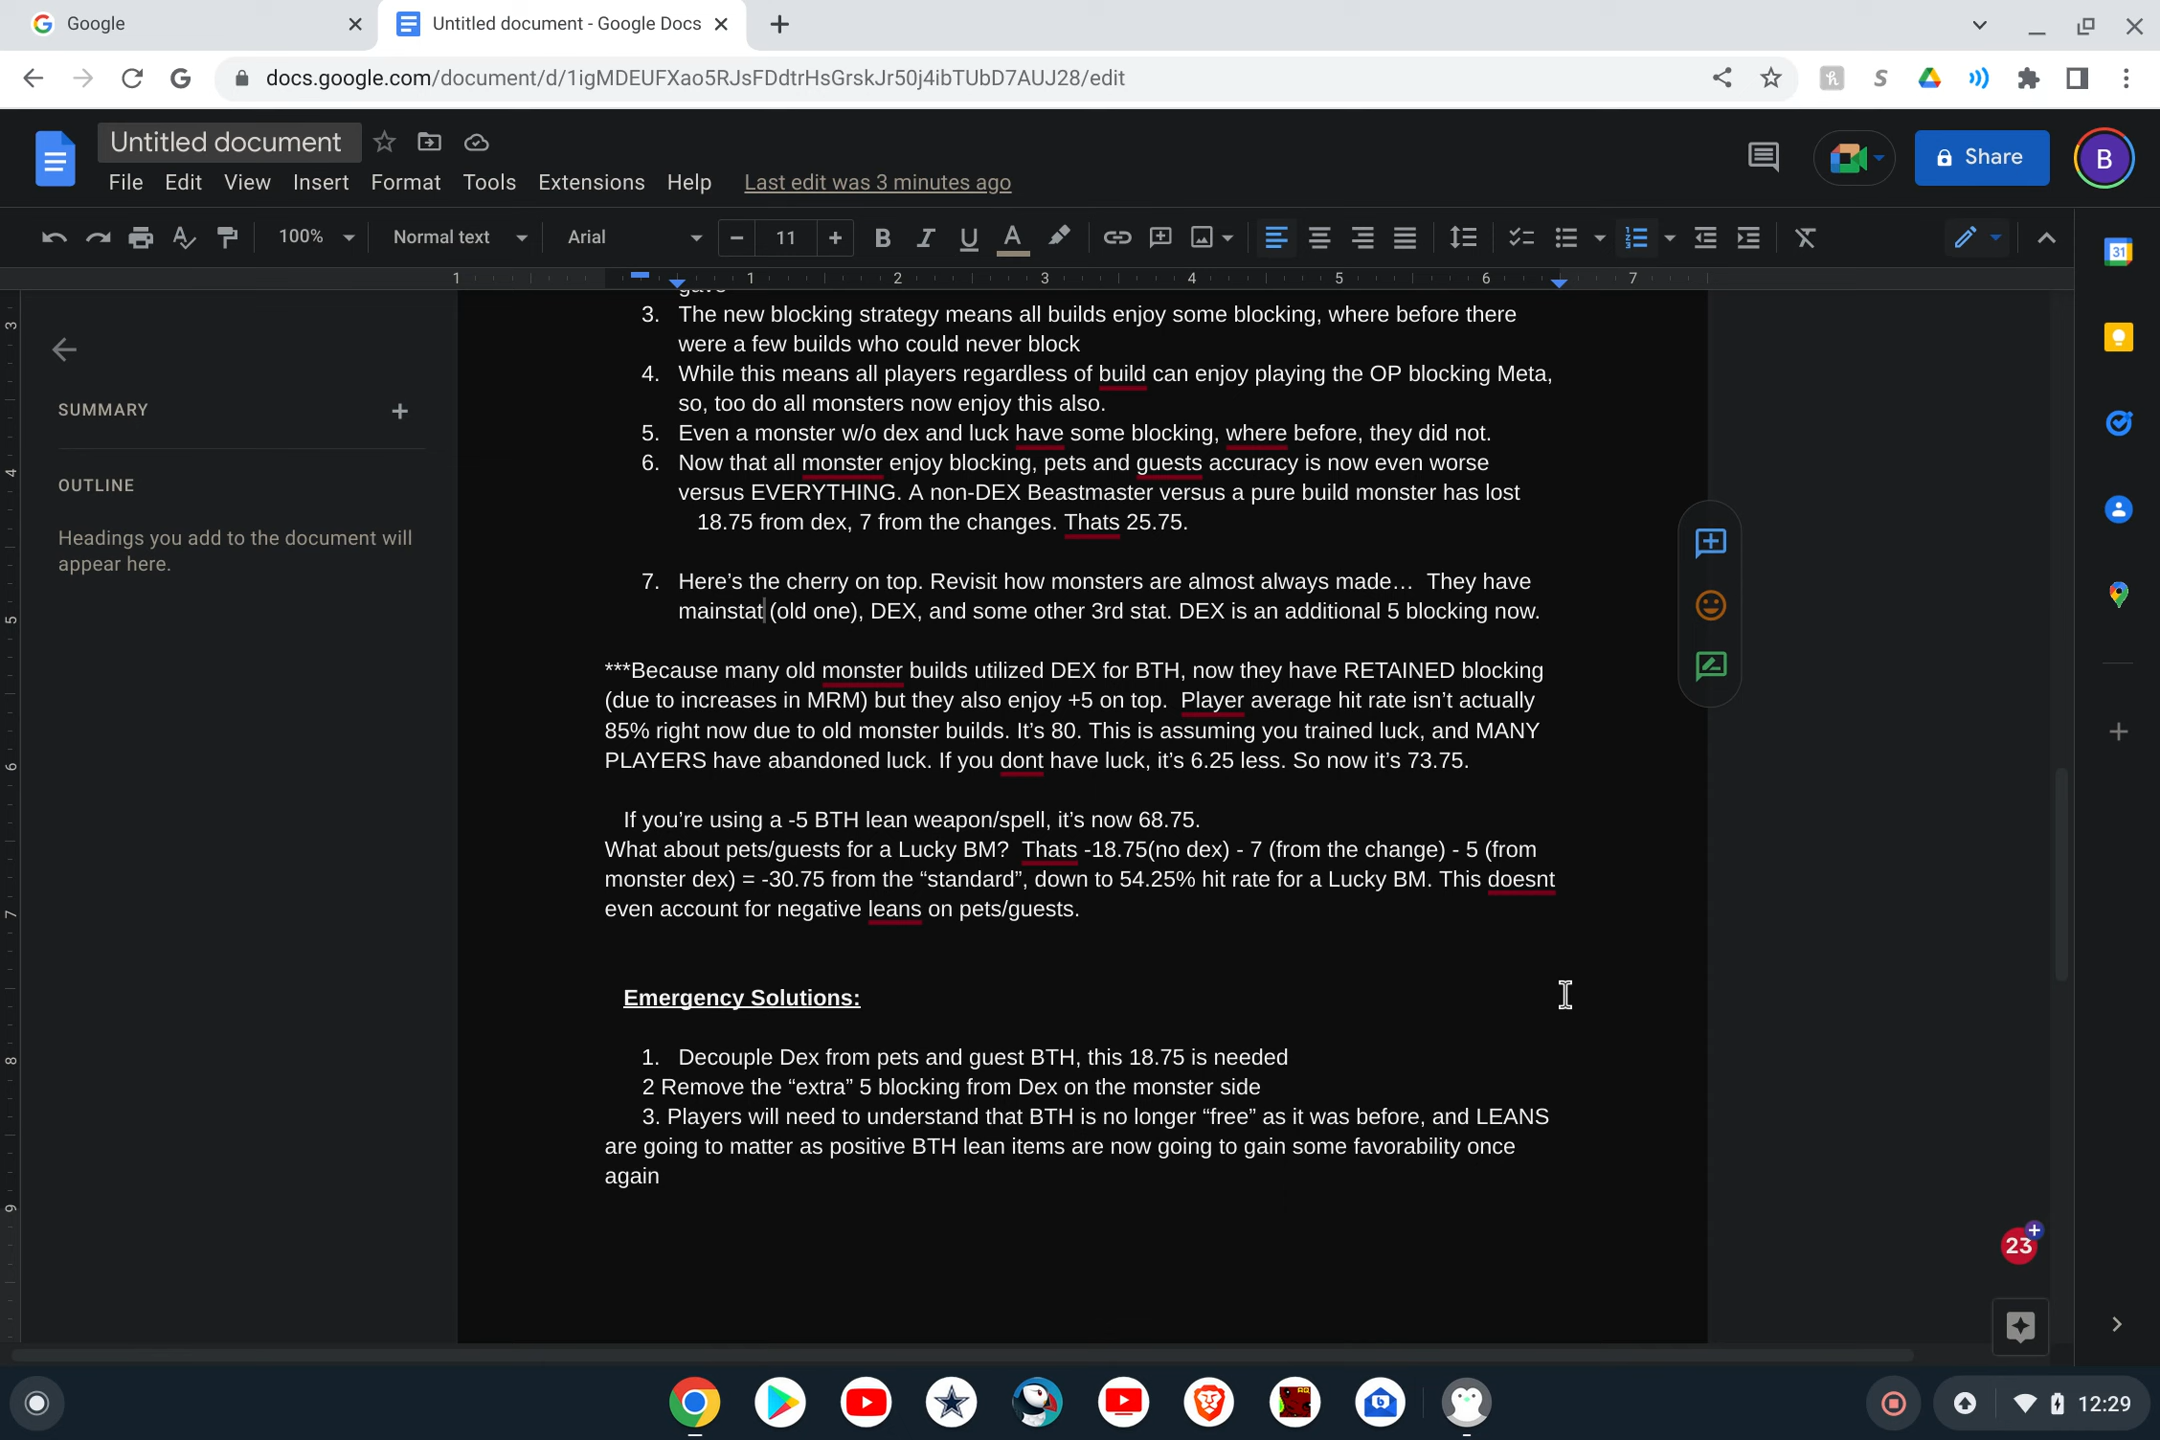 Google
Untitled document - Google Docs
docs.google.com/document/d/1igMDEUFXao5RJsFDdtrHsGrskJr50j4ibTUbD7AUJ28/edit
Untitled document
Share
B
File Edit View Insert Format Tools Extensions Help Last edit was 3 minutes ago
100% Normal text Arial 11
1 1 2 3 4 5 6 7
SUMMARY
OUTLINE
Headings you add to the document will
appear here.
3. The new blocking strategy means all builds enjoy some blocking, where before there
were a few builds who could never block
4. While this means all players regardless of build can enjoy playing the OP blocking Meta,
so, too do all monsters now enjoy this also.
5. Even a monster w/o dex and luck have some blocking, where before, they did not.
6. Now that all monster enjoy blocking, pets and guests accuracy is now even worse
versus EVERYTHING. A non-DEX Beastmaster versus a pure build monster has lost
18.75 from dex, 7 from the changes. Thats 25.75.
7. Here’s the cherry on top. Revisit how monsters are almost always made… They have
mainstat (old one), DEX, and some other 3rd stat. DEX is an additional 5 blocking now.
***Because many old monster builds utilized DEX for BTH, now they have RETAINED blocking
(due to increases in MRM) but they also enjoy +5 on top. Player average hit rate isn’t actually
85% right now due to old monster builds. It’s 80. This is assuming you trained luck, and MANY
PLAYERS have abandoned luck. If you dont have luck, it’s 6.25 less. So now it’s 73.75.
If you’re using a -5 BTH lean weapon/spell, it’s now 68.75.
What about pets/guests for a Lucky BM? Thats -18.75(no dex) - 7 (from the change) - 5 (from
monster dex) = -30.75 from the “standard”, down to 54.25% hit rate for a Lucky BM. This doesnt
even account for negative leans on pets/guests.
Emergency Solutions:
1. Decouple Dex from pets and guest BTH, this 18.75 is needed
2 Remove the “extra” 5 blocking from Dex on the monster side
3. Players will need to understand that BTH is no longer “free” as it was before, and LEANS
are going to matter as positive BTH lean items are now going to gain some favorability once
again
3
4
5
6
7
8
9
31
23
12:29